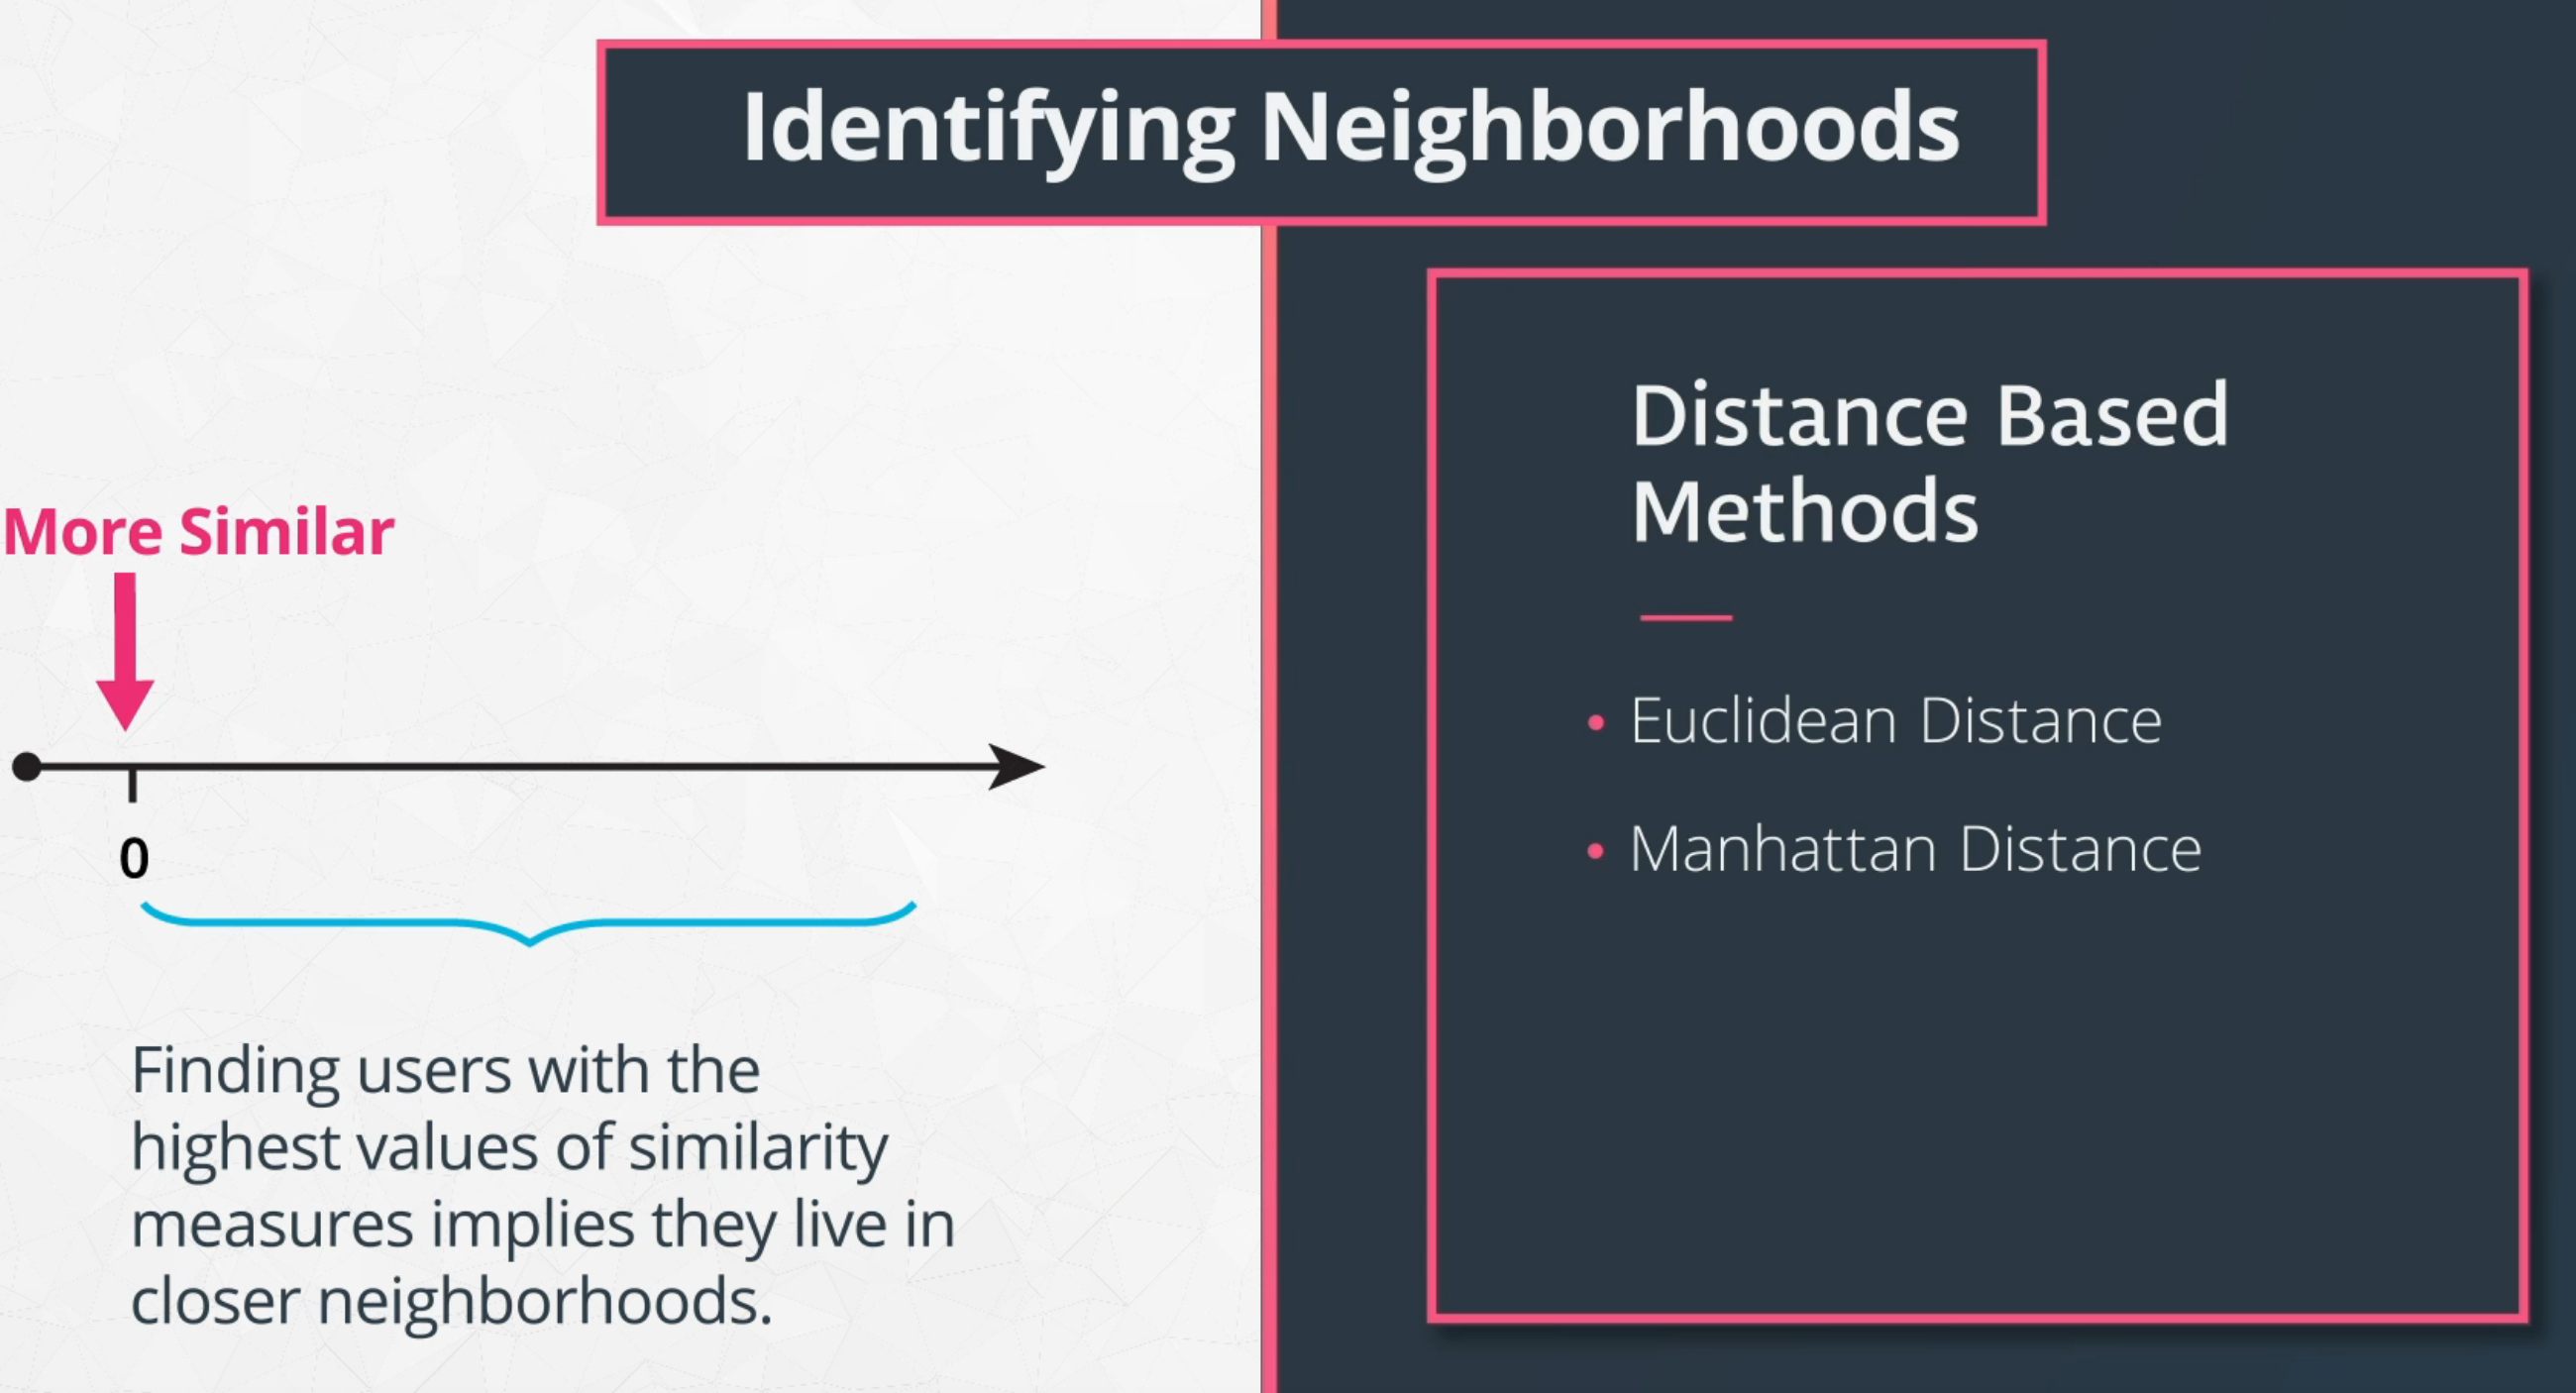 Identifying Neighborhoods
More Similar
0
Finding users with the
highest values of similarity
measures implies they live in
closer neighborhoods.
Distance Based
Methods
• Euclidean Distance
• Manhattan Distance